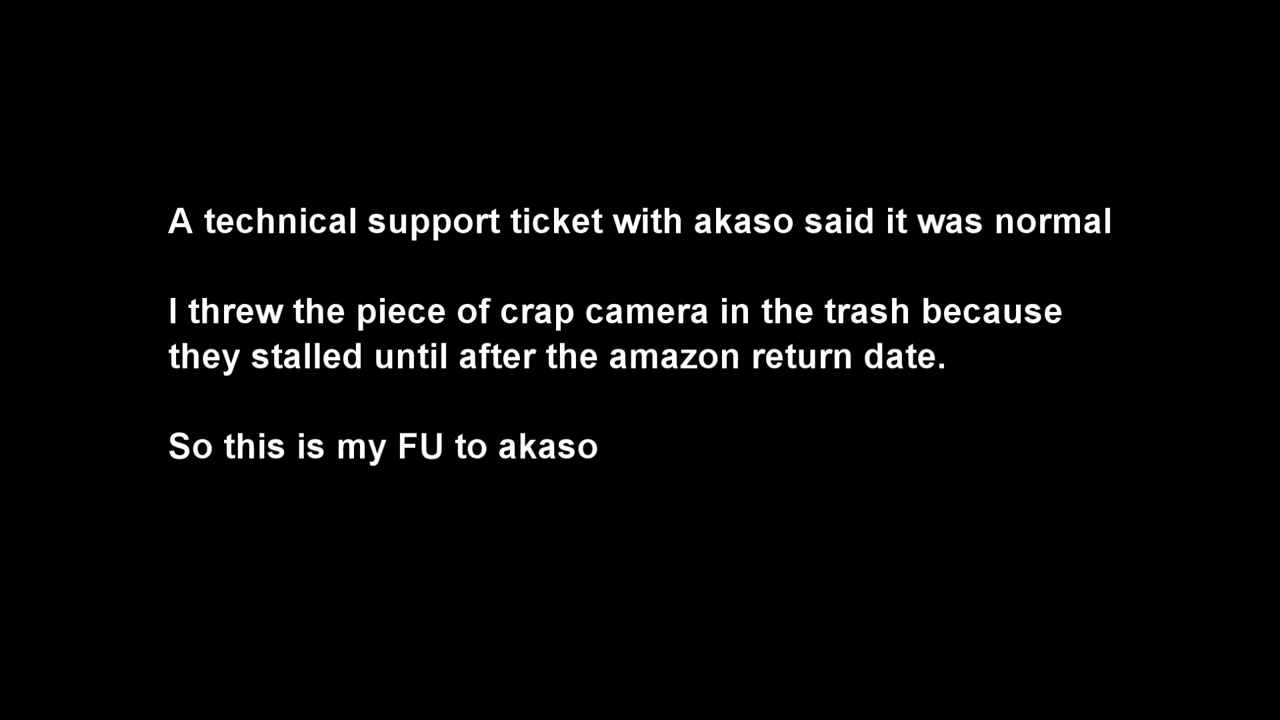 A technical support ticket with akaso said it was normal
I threw the piece of crap camera in the trash because
they stalled until after the amazon return date.
So this is my FU to akaso